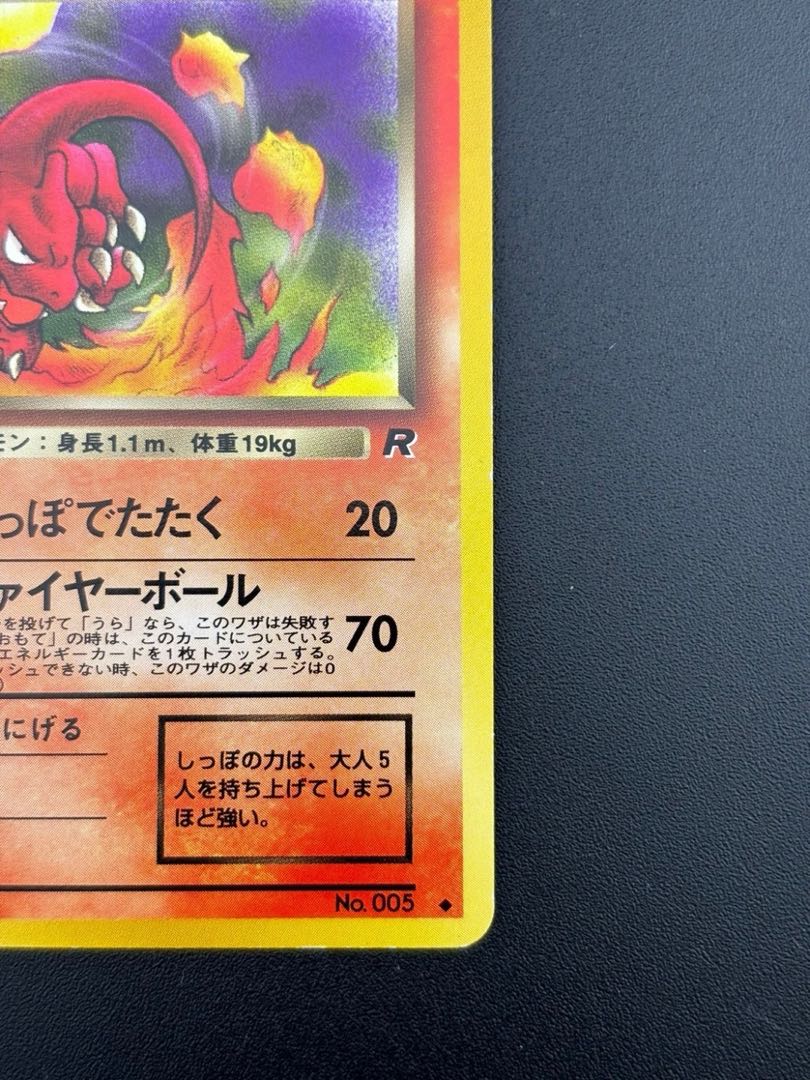 モン：身長1.1m、体重19kg R
っぽでたたく 20
ァイヤーボール
を投げて「うら」なら、このワザは失敗す
おもて」の時は、このカードについている
エネルギーカードを1枚トラッシュする。
ッシュできない時、このワザのダメージは0
70
にげる
しっぽの力は、大人5
人を持ち上げてしまう
ほど強い。
No. 005 ◆